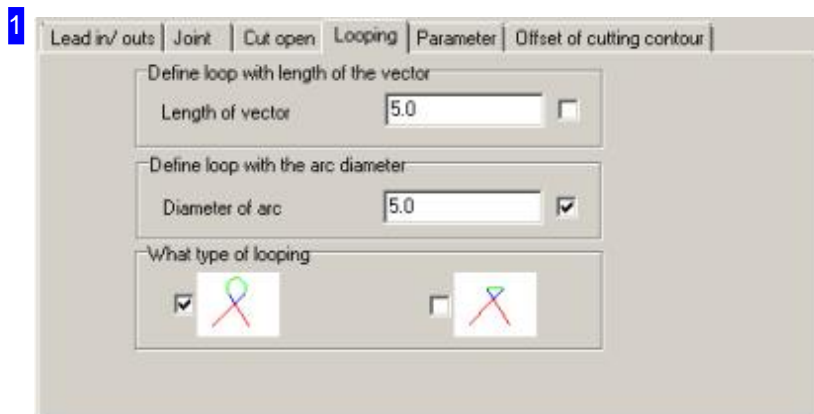 1
Lead in/ outs Joint Cut open Looping Parameter Offset of cutting contour
Define loop with length of the vector
Length of vector 5.0
Define loop with the arc diameter
Diameter of arc 5.0
What type of looping